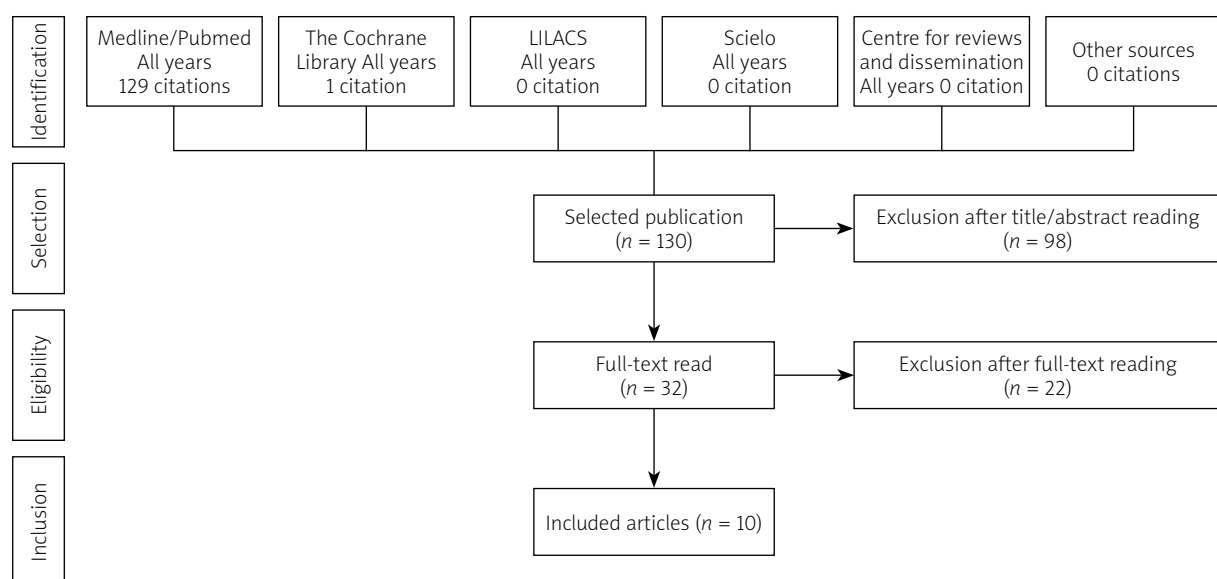 Identification
Medline/Pubmed
All years
129 citations
The Cochrane
Library All years
1 citation
LILACS
All years
0 citation
Scielo
All years
0 citation
Centre for reviews
and dissemination
All years 0 citation
Other sources
0 citations
Selection
Selected publication
(n = 130)
Exclusion after title/abstract reading
(n = 98)
Eligibility
Full-text read
(n = 32)
Exclusion after full-text reading
(n = 22)
Inclusion
Included articles (n = 10)